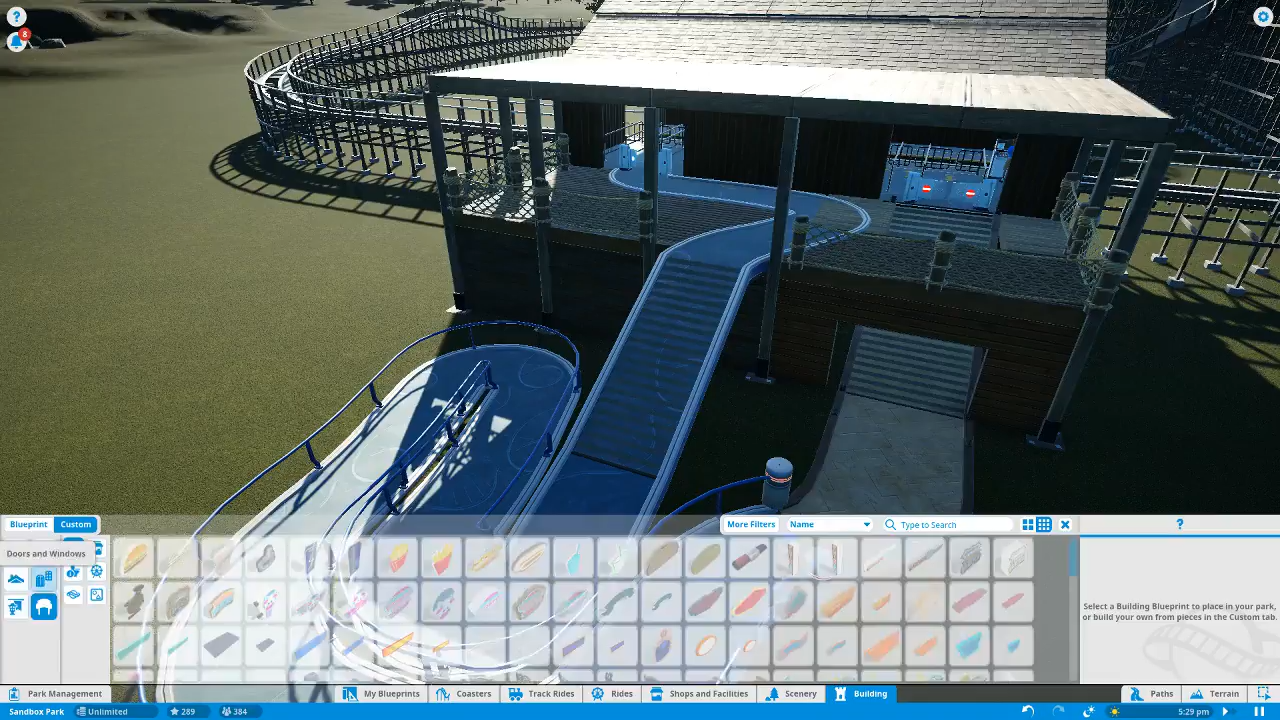 ?
8
Blueprint
Custom
More Filters
Name
Type to Search
?
Doors and Windows
Select a Building Blueprint to place in your park,
or build your own from pieces in the Custom tab.
Park Management
My Blueprints
Coasters
Track Rides
Rides
Shops and Facilities
Scenery
Building
Paths
Terrain
Sandbox Park
Unlimited
289
384
5:29 pm